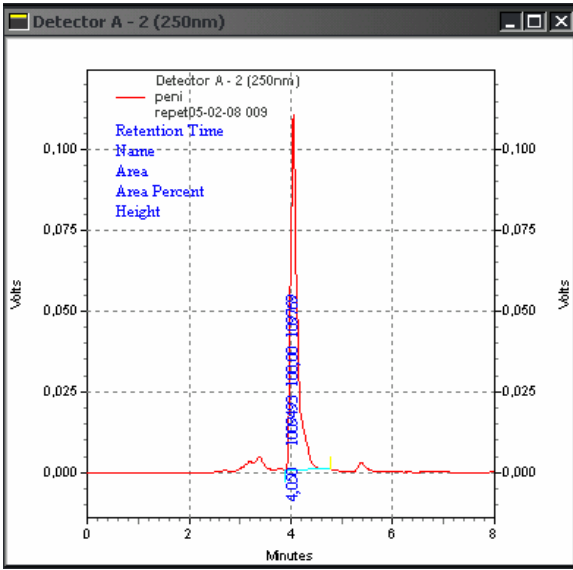 Detector A - 2 (250nm)
Detector A - 2 (250nm)
peni
repet05-02-08 009
Retention Time
Name
Area
Area Percent
Height
0,100
0,100
0,075
0,075
Volts
Volts
0,050
0,050
0,025
0,025
0,000
0,000
100,00
0
2
4
6
8
Minutes